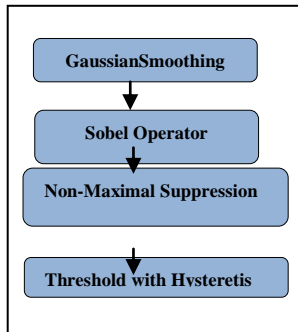 GaussianSmoothing
Sobel Operator
Non-Maximal Suppression
Threshold with Hysteretis